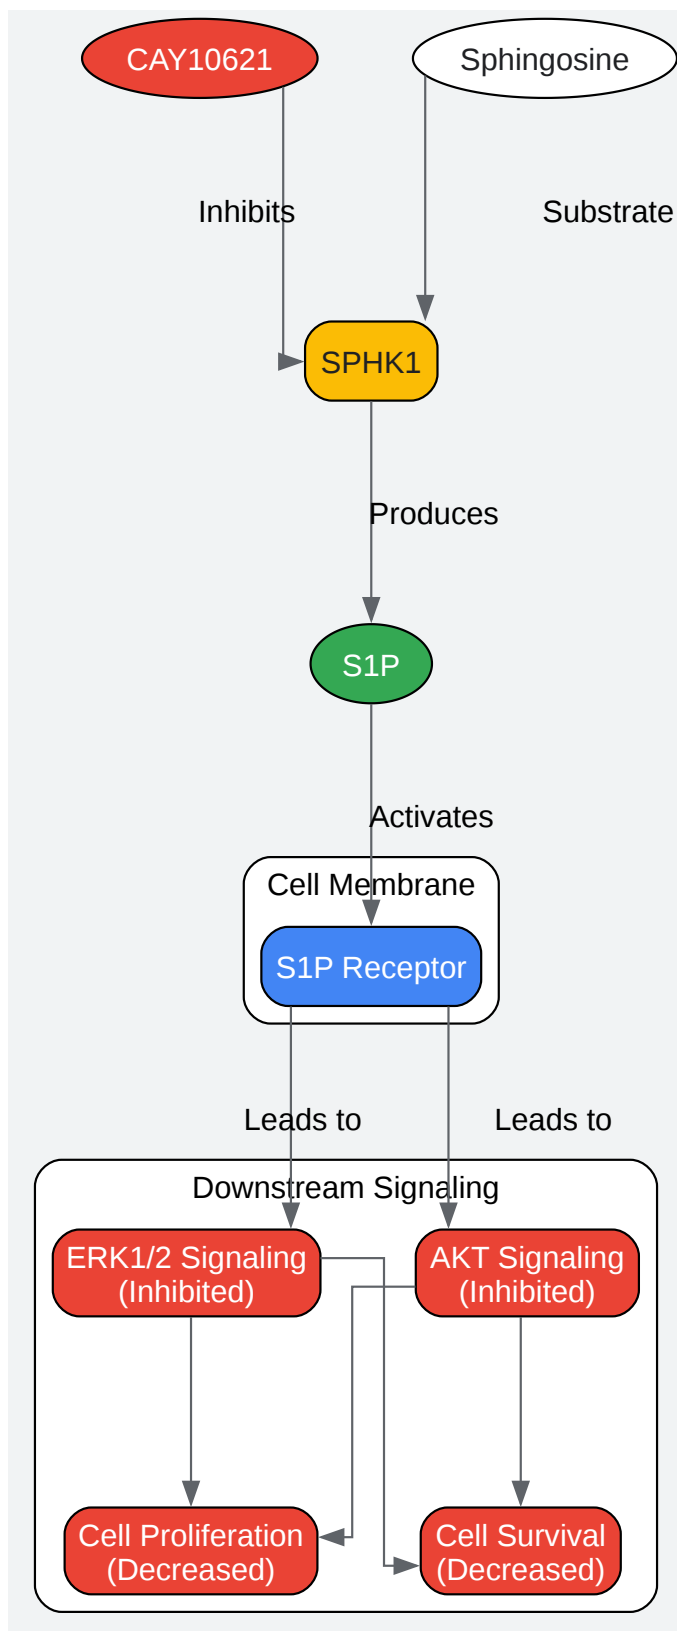 CAY10621
Sphingosine
Inhibits
Substrate
SPHK1
Produces
S1P
Activates
Cell Membrane
S1P Receptor
Leads to
Leads to
Downstream Signaling
ERK1/2 Signaling
(Inhibited)
AKT Signaling
(Inhibited)
Cell Proliferation
(Decreased)
Cell Survival
(Decreased)